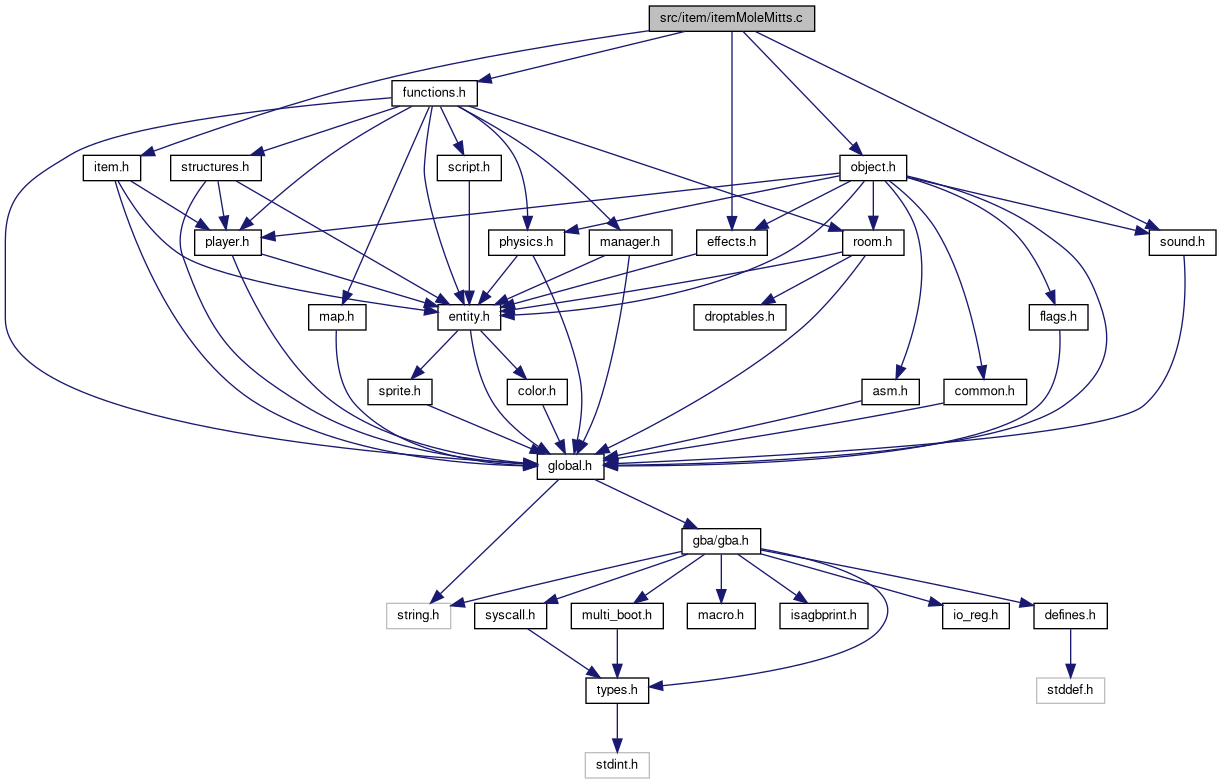 src/item/itemMoleMitts.c
functions.h
item.h
structures.h
script.h
object.h
player.h
physics.h
manager.h
effects.h
room.h
sound.h
map.h
entity.h
droptables.h
flags.h
sprite.h
color.h
asm.h
common.h
global.h
gba/gba.h
string.h
syscall.h
multi_boot.h
macro.h
isagbprint.h
io_reg.h
defines.h
types.h
stddef.h
stdint.h